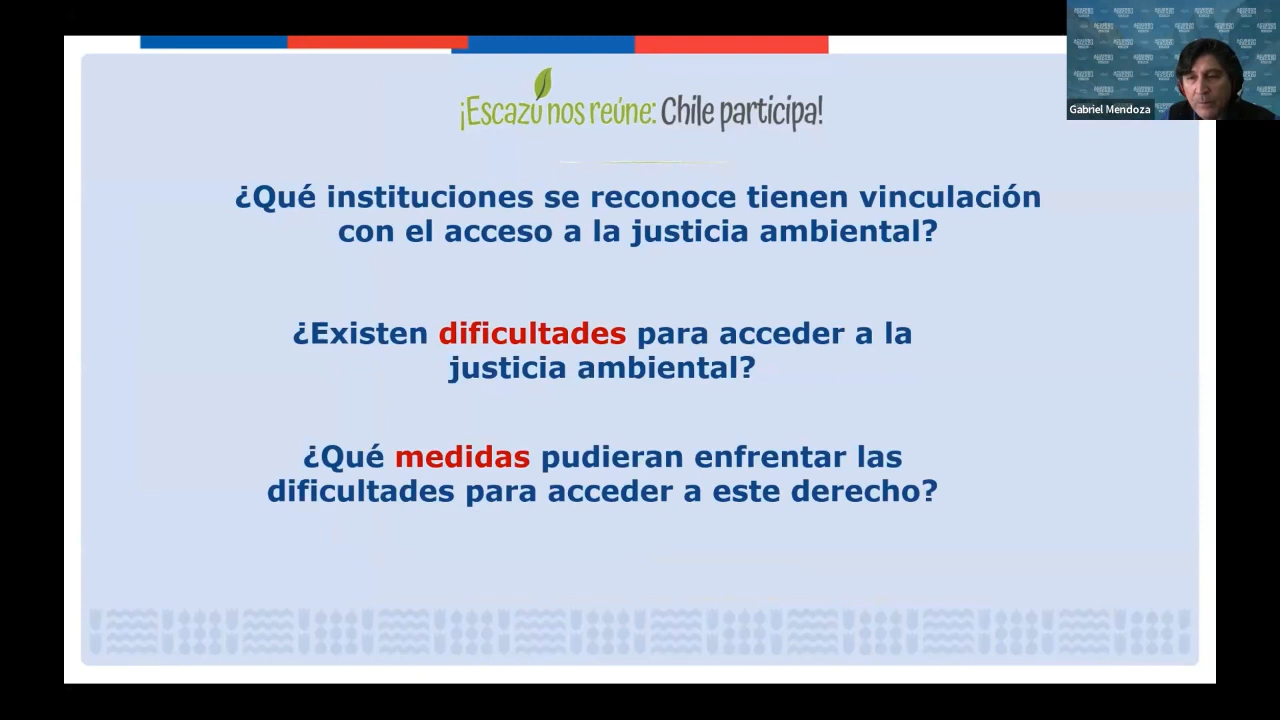 ¡Escazú nos reúne: Chile participa!
Gabriel Mendoza
¿Qué instituciones se reconoce tienen vinculación
con el acceso a la justicia ambiental?
¿Existen dificultades para acceder a la
justicia ambiental?
¿Qué medidas pudieran enfrentar las
dificultades para acceder a este derecho?